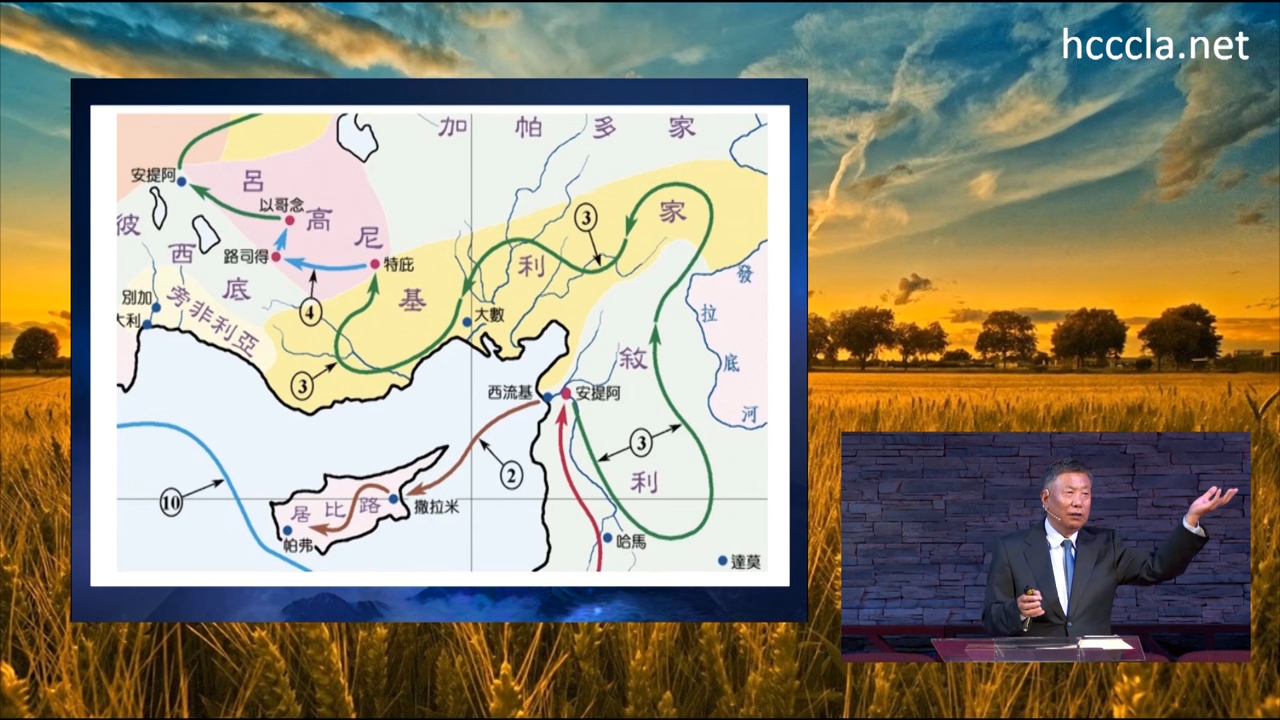 hcccla.net
加帕多家
安提阿
呂高尼
以哥念
彼西底
路司得
特庇
③
家
利
基
④
別加
大利
旁非利亞
大數
③
發拉底河
敘利
西流基
安提阿
③
②
⑩
居比路
撒拉米
帕弗
哈馬
達莫